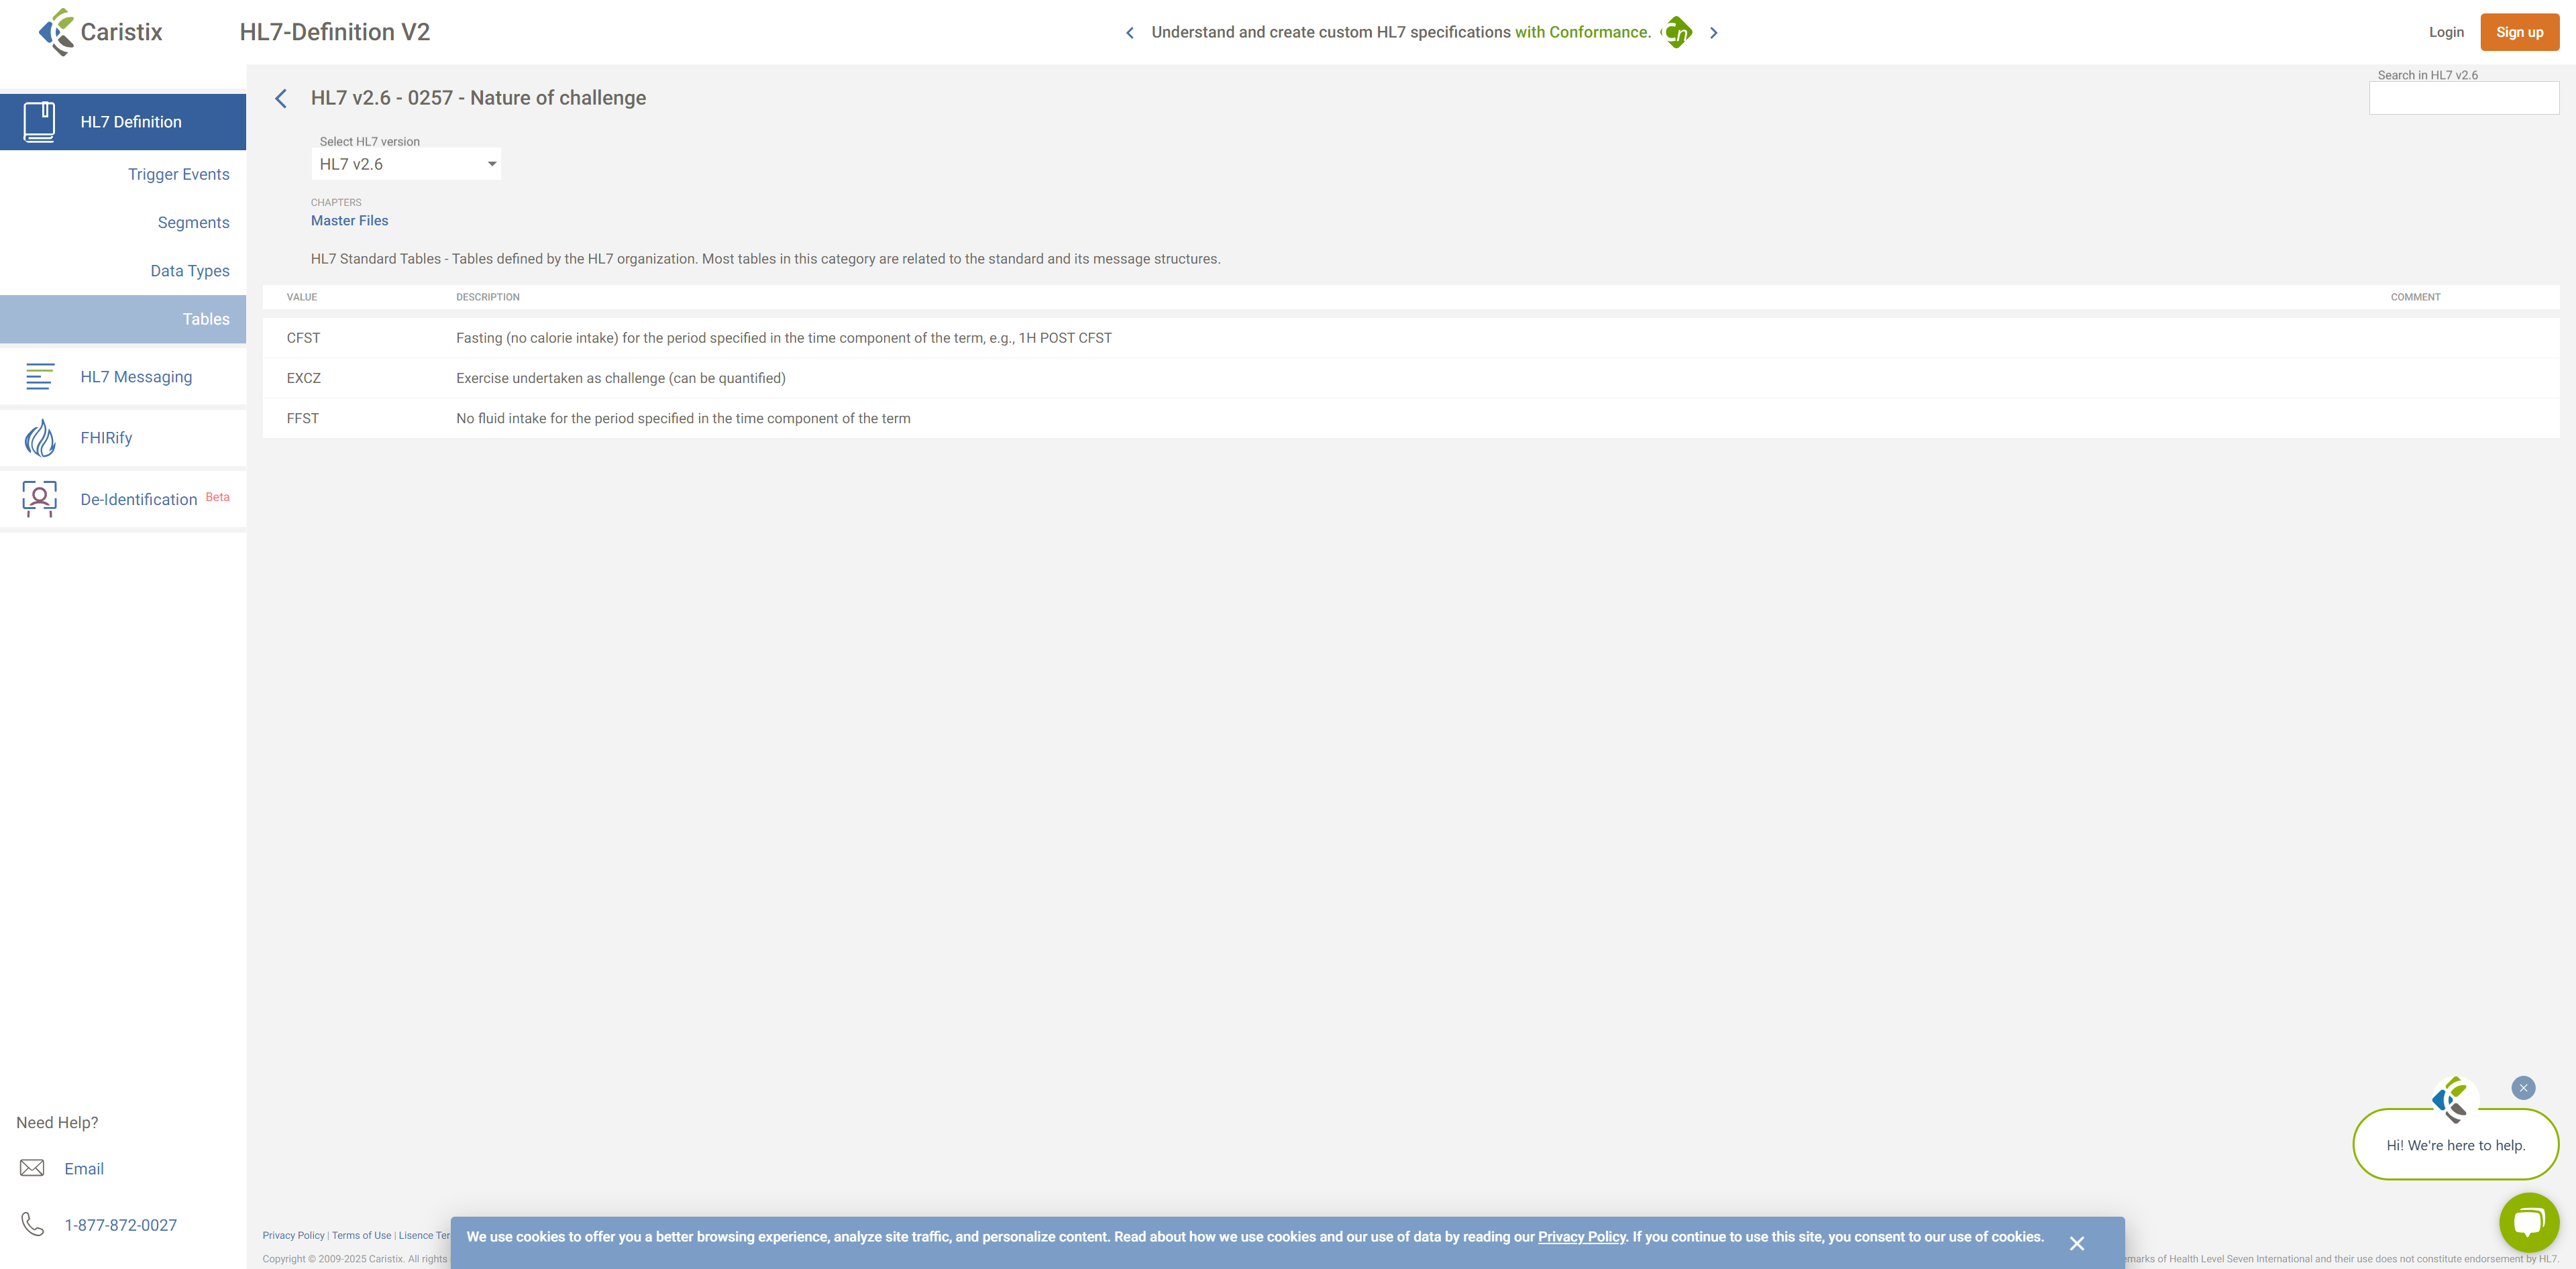 Caristix
HL7-Definition V2
Understand and create custom HL7 specifications with Conformance.
Cn
Login
Sign up
HL7 Definition
Trigger Events
Segments
Data Types
Tables
HL7 Messaging
FHIRify
De-Identification Beta
Need Help?
Email
1-877-872-0027
HL7 v2.6 - 0257 - Nature of challenge
Search in HL7 v2.6
Select HL7 version
HL7 v2.6
CHAPTERS
Master Files
HL7 Standard Tables - Tables defined by the HL7 organization. Most tables in this category are related to the standard and its message structures.
VALUE DESCRIPTION COMMENT
CFST Fasting (no calorie intake) for the period specified in the time component of the term, e.g., 1H POST CFST
EXCZ Exercise undertaken as challenge (can be quantified)
FFST No fluid intake for the period specified in the time component of the term
Hi! We're here to help.
Privacy Policy | Terms of Use | Lisence
We use cookies to offer you a better browsing experience, analyze site traffic, and personalize content. Read about how we use cookies and our use of data by reading our Privacy Policy. If you continue to use this site, you consent to our use of cookies.
Copyright © 2009-2025 Caristix. All rights
of Health Level Seven International and their use does not constitute endorsement by HL7.